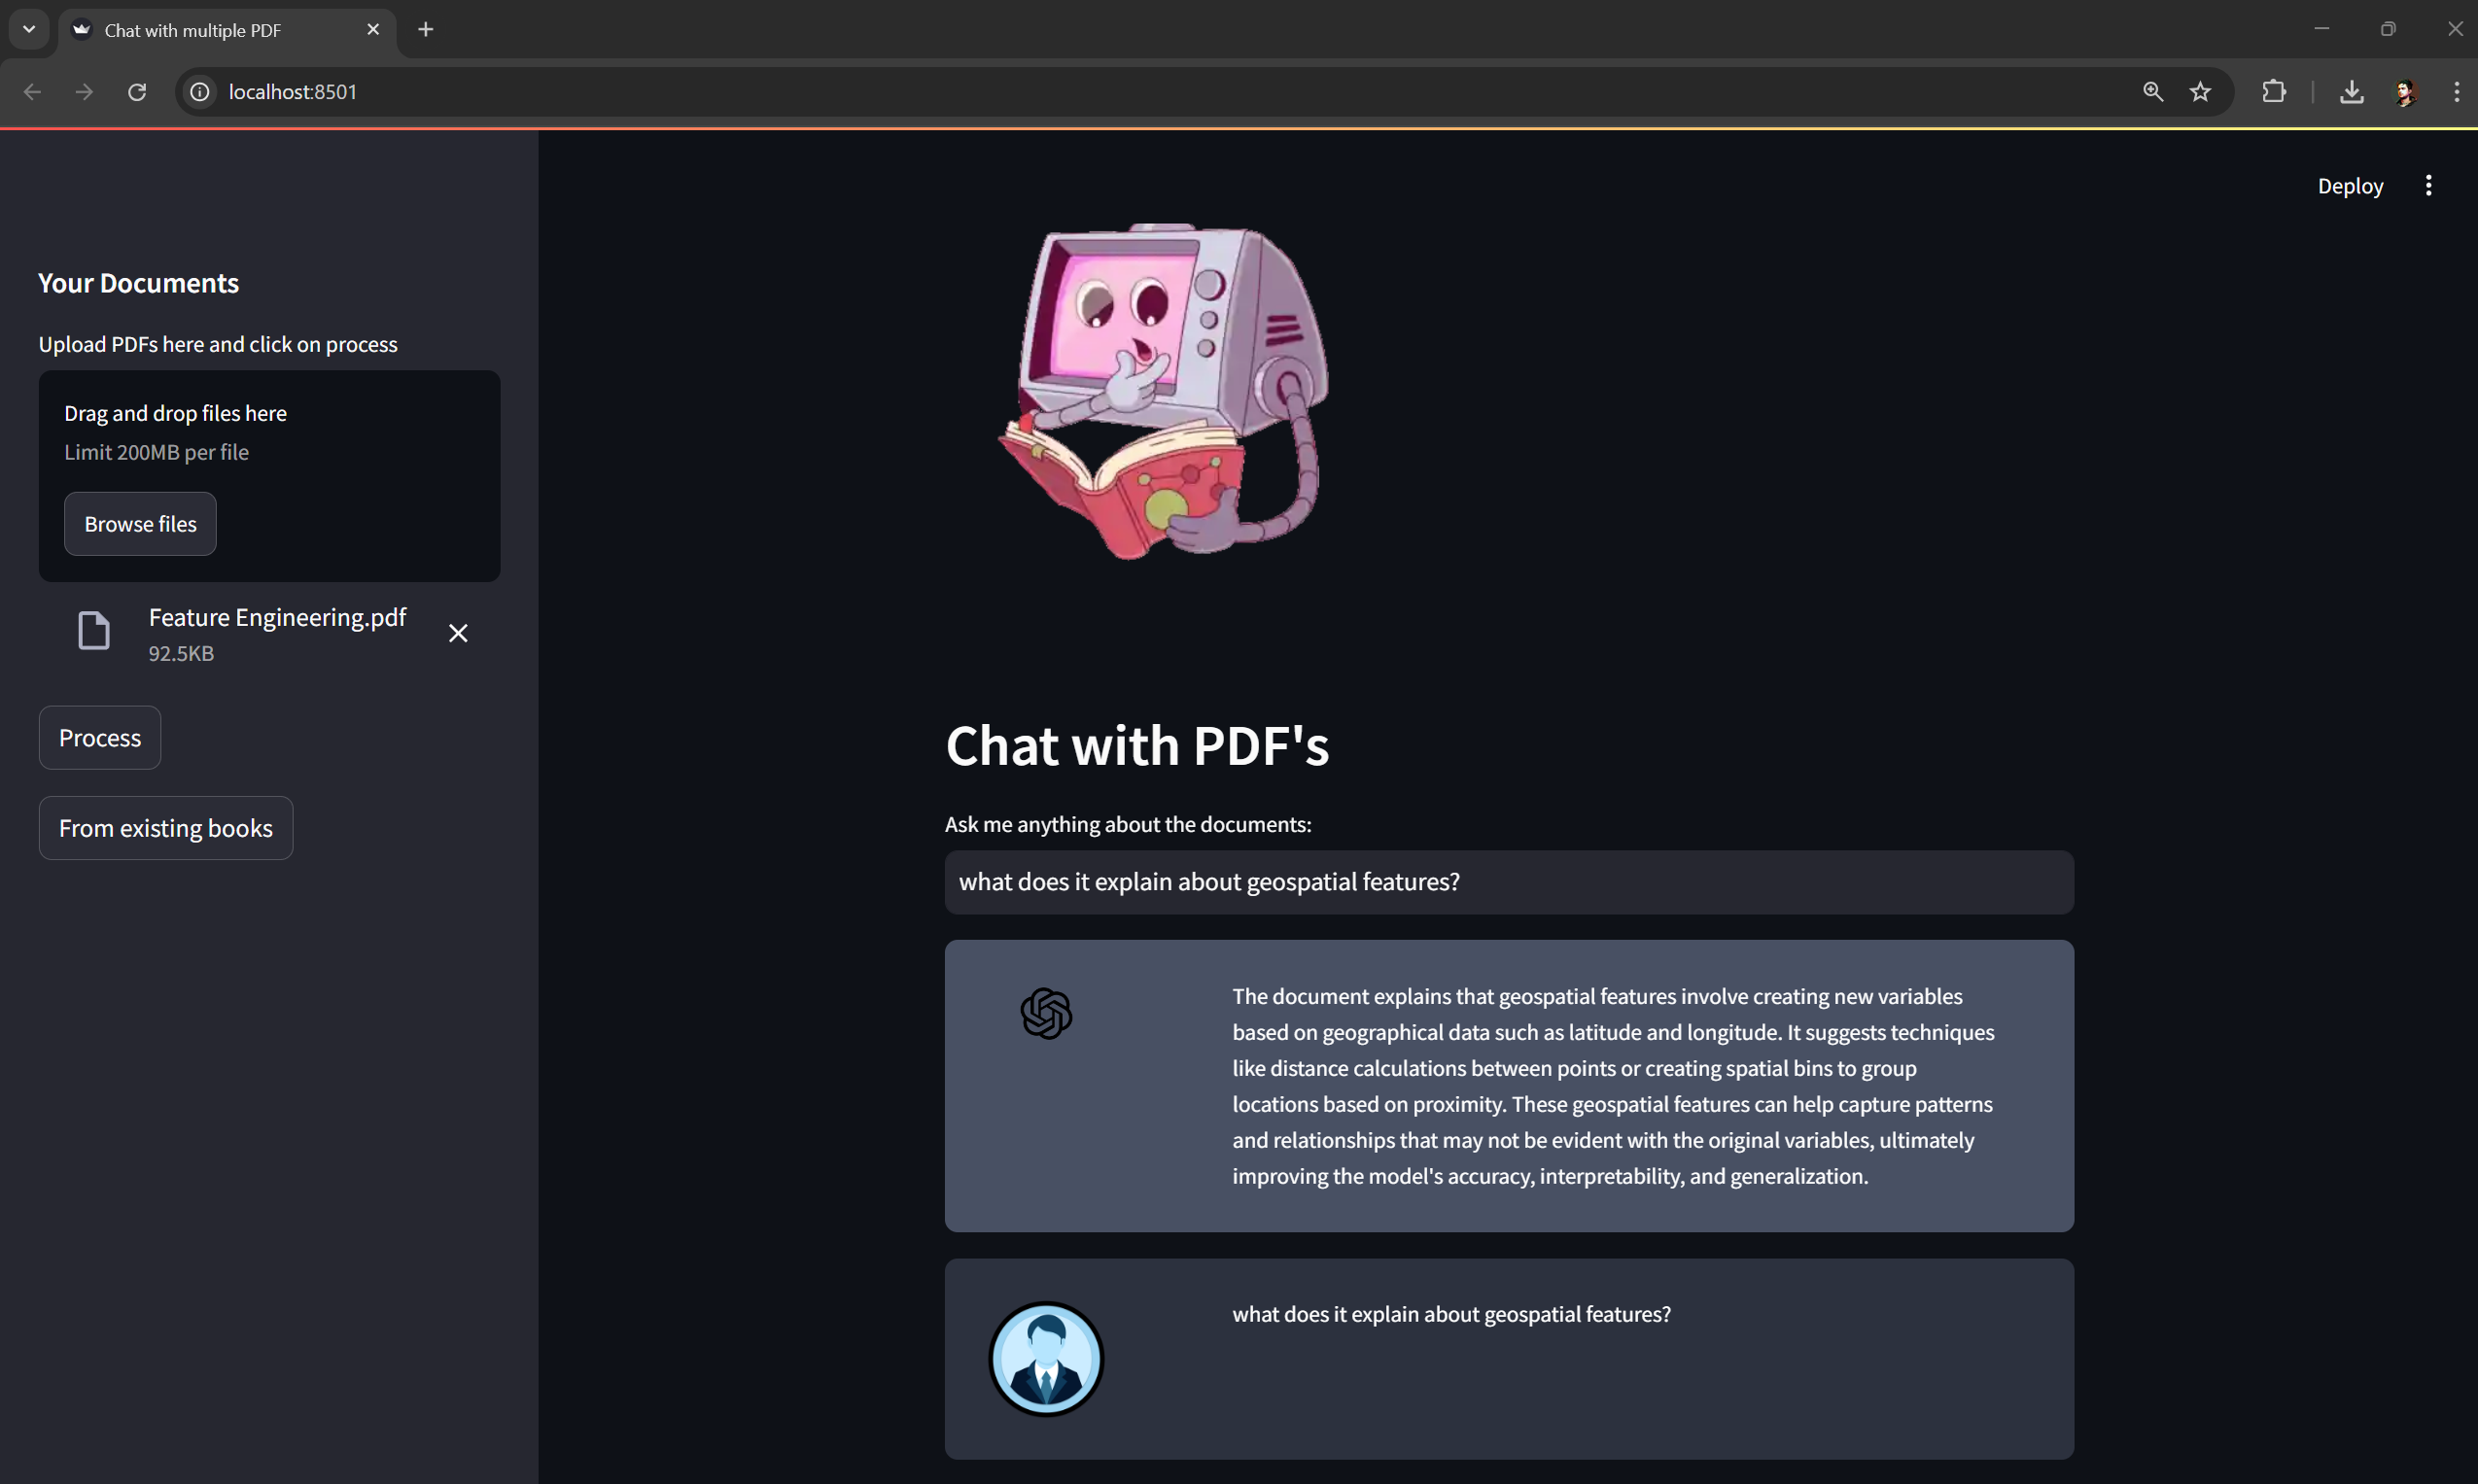 Chat with multiple PDF
localhost:8501
Deploy
Your Documents
Upload PDFs here and click on process
Drag and drop files here
Limit 200MB per file
Browse files
Feature Engineering.pdf
92.5KB
Process
From existing books
Chat with PDF's
Ask me anything about the documents:
what does it explain about geospatial features?
The document explains that geospatial features involve creating new variables
based on geographical data such as latitude and longitude. It suggests techniques
like distance calculations between points or creating spatial bins to group
locations based on proximity. These geospatial features can help capture patterns
and relationships that may not be evident with the original variables, ultimately
improving the model's accuracy, interpretability, and generalization.
what does it explain about geospatial features?